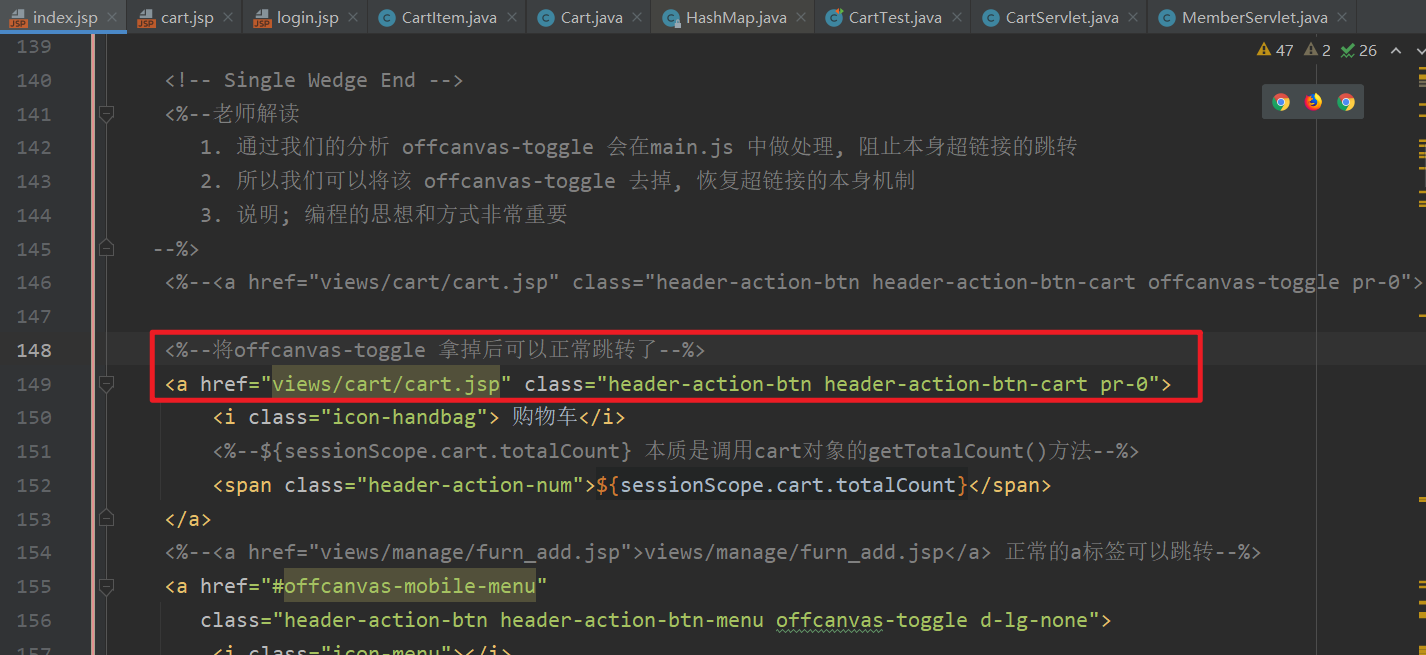 index.jsp cart.jsp login.jsp CartItem.java Cart.java HashMap.java CartTest.java CartServlet.java MemberServlet.java
139
47 2 26
140 <!-- Single Wedge End -->
141 <%--老师解读
142 1. 通过我们的分析 offcanvas-toggle 会在main.js 中做处理, 阻止本身超链接的跳转
143 2. 所以我们可以将该 offcanvas-toggle 去掉, 恢复超链接的本身机制
144 3. 说明; 编程的思想和方式非常重要
145 --%>
146 <%--<a href="views/cart/cart.jsp" class="header-action-btn header-action-btn-cart offcanvas-toggle pr-0">
147
148 <%--将offcanvas-toggle 拿掉后可以正常跳转了--%>
149 <a href="views/cart/cart.jsp" class="header-action-btn header-action-btn-cart pr-0">
150 <i class="icon-handbag"> 购物车</i>
151 <%--${sessionScope.cart.totalCount} 本质是调用cart对象的getTotalCount()方法--%>
152 <span class="header-action-num">${sessionScope.cart.totalCount}</span>
153 </a>
154 <%--<a href="views/manage/furn_add.jsp">views/manage/furn_add.jsp</a> 正常的a标签可以跳转--%>
155 <a href="#offcanvas-mobile-menu"
156 class="header-action-btn header-action-btn-menu offcanvas-toggle d-lg-none">
157 <i class="icon-menu"></i>